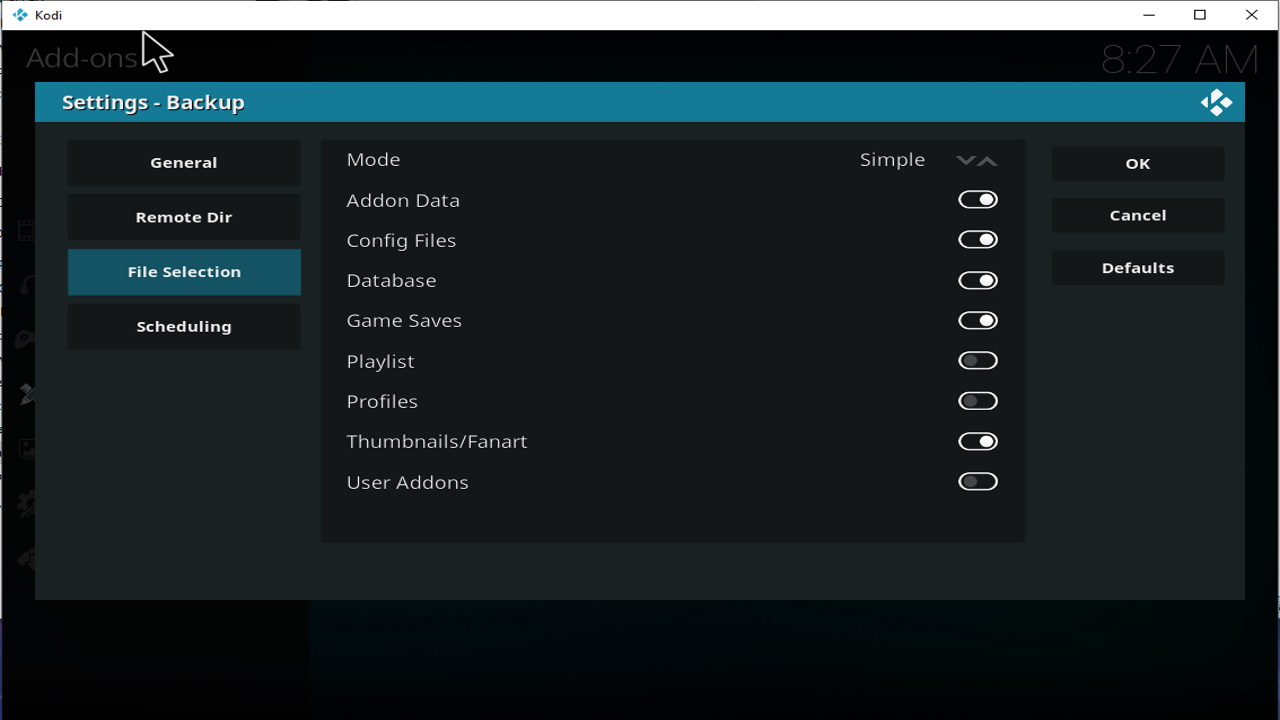 Kodi
Add-ons
8:27 AM
Settings - Backup
General
Remote Dir
File Selection
Scheduling
Mode Simple
Addon Data
Config Files
Database
Game Saves
Playlist
Profiles
Thumbnails/Fanart
User Addons
OK
Cancel
Defaults